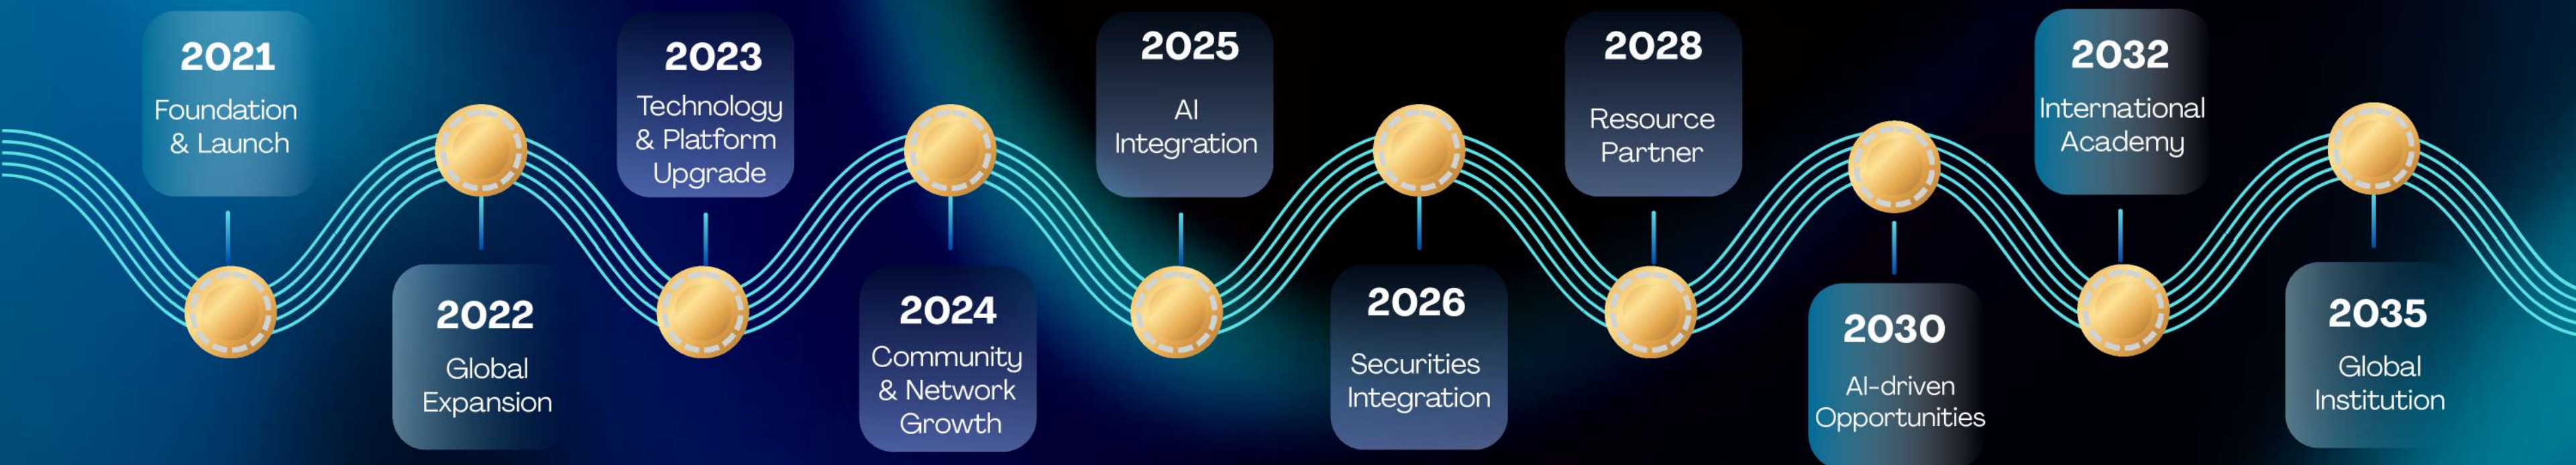 2021
Foundation
& Launch
2022
Global
Expansion
2023
Technology
& Platform
Upgrade
2024
Community
& Network
Growth
2025
AI
Integration
2026
Securities
Integration
2028
Resource
Partner
2030
AI-driven
Opportunities
2032
International
Academy
2035
Global
Institution